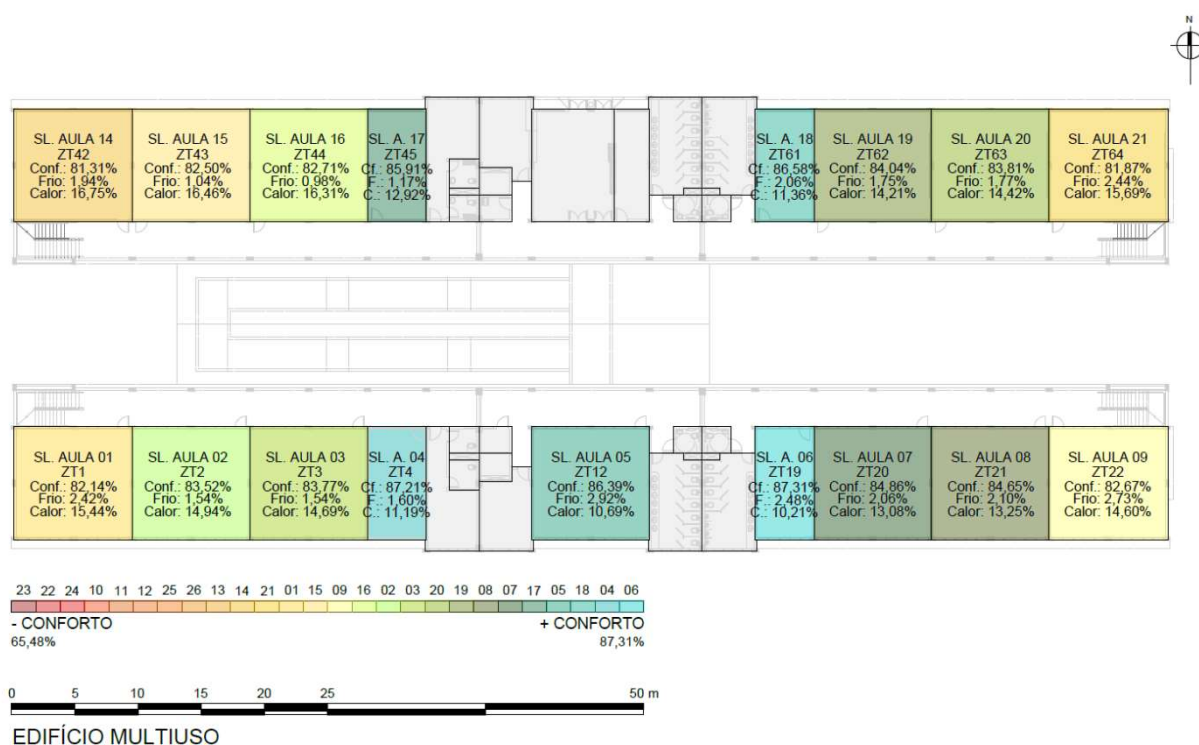 N
SL. AULA 14
ZT42
Conf.: 81,31%
Frio: 1,94%
Calor: 16,75%
SL. AULA 15
ZT43
Conf.: 82,50%
Frio: 1,04%
Calor: 16,46%
SL. AULA 16
ZT44
Conf.: 82,71%
Frio: 0,98%
Calor: 16,31%
SL. A. 17
ZT45
Cf.: 85,91%
F.: 1,17%
C.: 12,92%
SL. A. 18
ZT61
Cf.: 86,58%
F.: 2,06%
C.: 11,36%
SL. AULA 19
ZT62
Conf.: 84,04%
Frio: 1,75%
Calor: 14,21%
SL. AULA 20
ZT63
Conf.: 83,81%
Frio: 1,77%
Calor: 14,42%
SL. AULA 21
ZT64
Conf.: 81,87%
Frio: 2,44%
Calor: 15,69%
SL. AULA 01
ZT1
Conf.: 82,14%
Frio: 2,42%
Calor: 15,44%
SL. AULA 02
ZT2
Conf.: 83,52%
Frio: 1,54%
Calor: 14,94%
SL. AULA 03
ZT3
Conf.: 83,77%
Frio: 1,54%
Calor: 14,69%
SL. A. 04
ZT4
Cf.: 87,21%
F.: 1,60%
C.: 11,19%
SL. AULA 05
ZT12
Conf.: 86,39%
Frio: 2,92%
Calor: 10,69%
SL. A. 06
ZT19
Cf.: 87,31%
F.: 2,48%
C.: 10,21%
SL. AULA 07
ZT20
Conf.: 84,86%
Frio: 2,06%
Calor: 13,08%
SL. AULA 08
ZT21
Conf.: 84,65%
Frio: 2,10%
Calor: 13,25%
SL. AULA 09
ZT22
Conf.: 82,67%
Frio: 2,73%
Calor: 14,60%
23 22 24 10 11 12 25 26 13 14 21 01 15 09 16 02 03 20 19 08 07 17 05 18 04 06
- CONFORTO + CONFORTO
65,48% 87,31%
0 5 10 15 20 25 50 m
EDIFÍCIO MULTIUSO